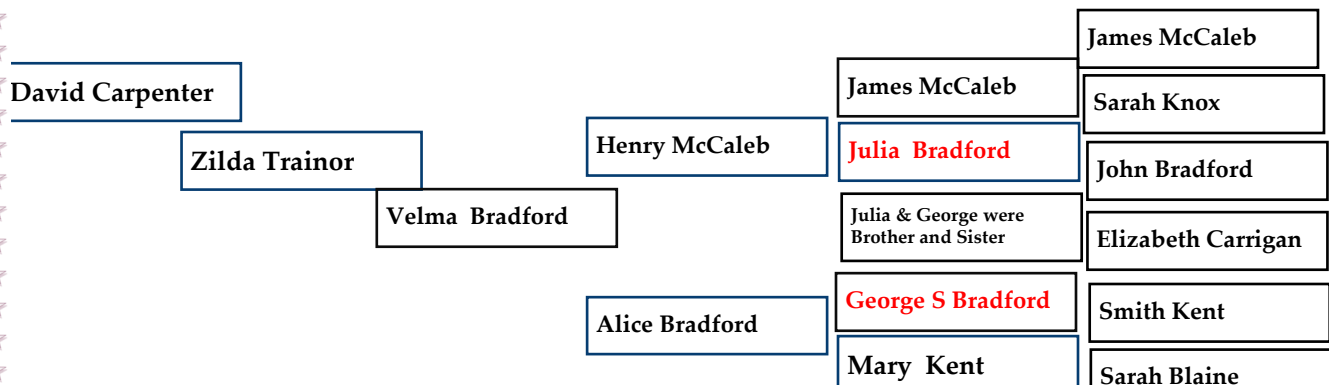 David Carpenter
Zilda Trainor
Velma Bradford
Henry McCaleb
Alice Bradford
James McCaleb
Julia Bradford
Julia & George were
Brother and Sister
George S Bradford
Mary Kent
James McCaleb
Sarah Knox
John Bradford
Elizabeth Carrigan
Smith Kent
Sarah Blaine